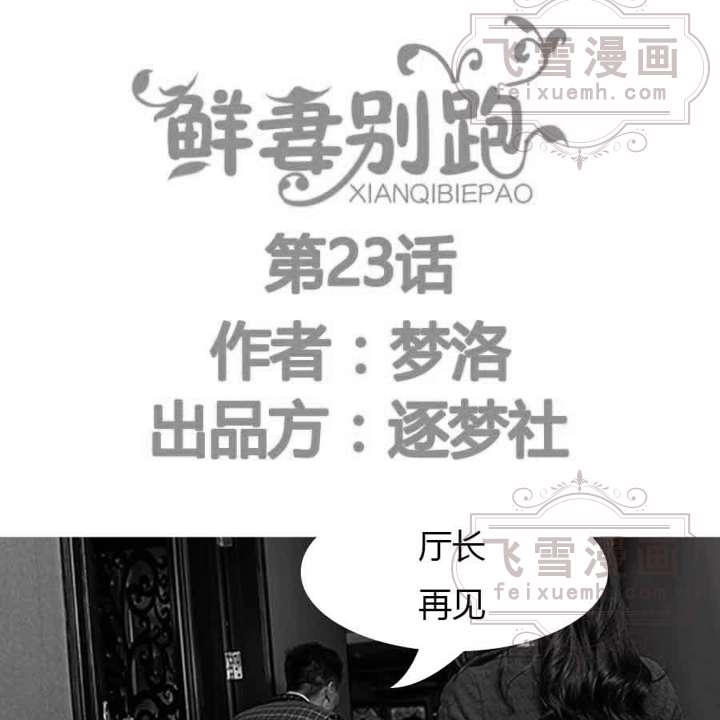 飞雪漫画
feixuemh.com
鲜妻别跑
XIANQIBIEPAO
第23话
作者：梦洛
出品方：逐梦社
厅长
再见
飞雪漫画
feixuemh.com